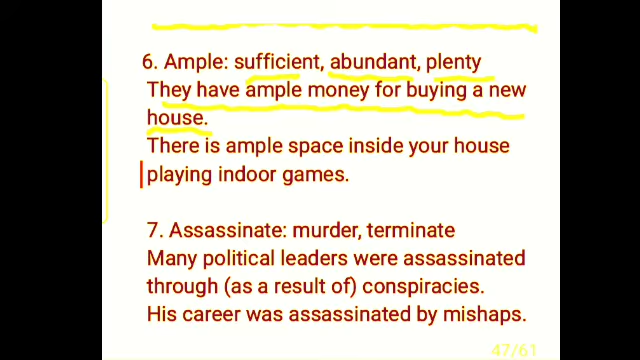 6. Ample: sufficient, abundant, plenty
They have ample money for buying a new
house.
There is ample space inside your house
playing indoor games.
7. Assassinate: murder, terminate
Many political leaders were assassinated
through (as a result of) conspiracies.
His career was assassinated by mishaps.
47/61